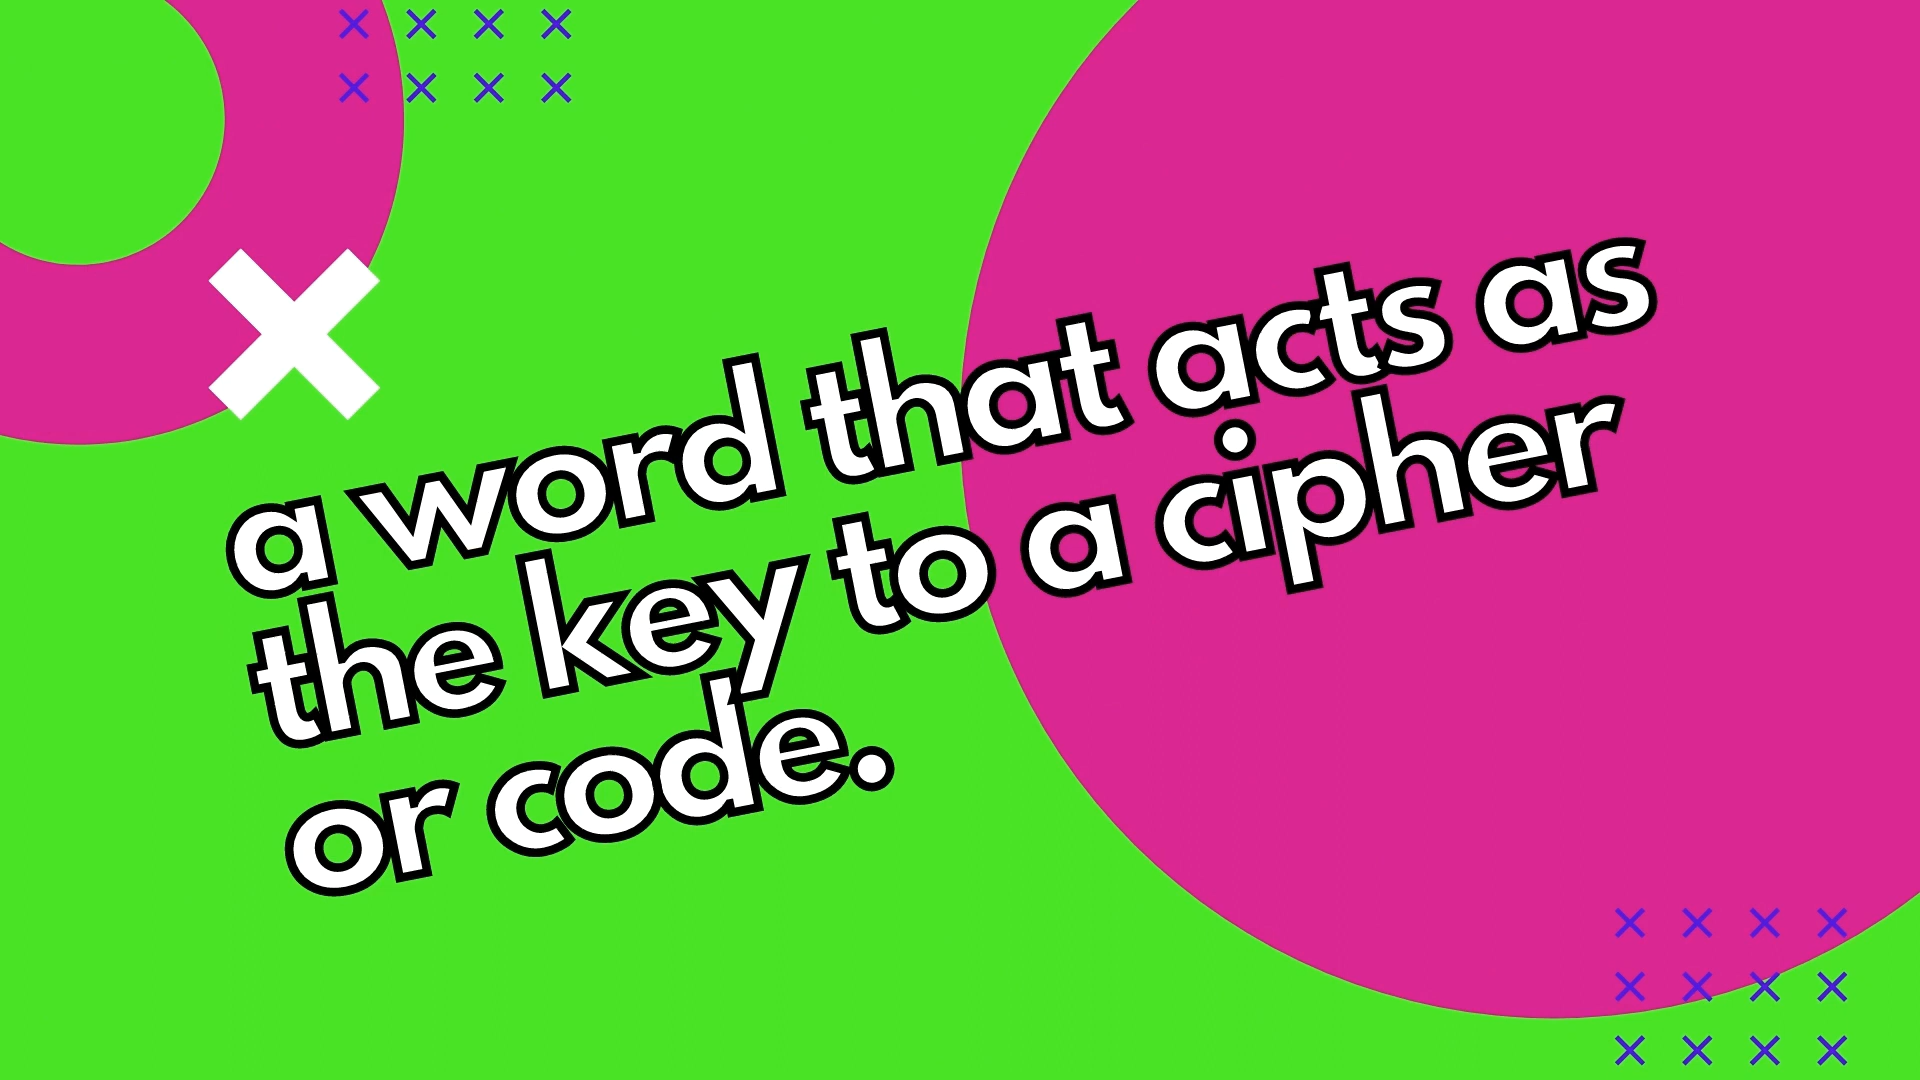 a word that acts as
the key to a cipher
or code.